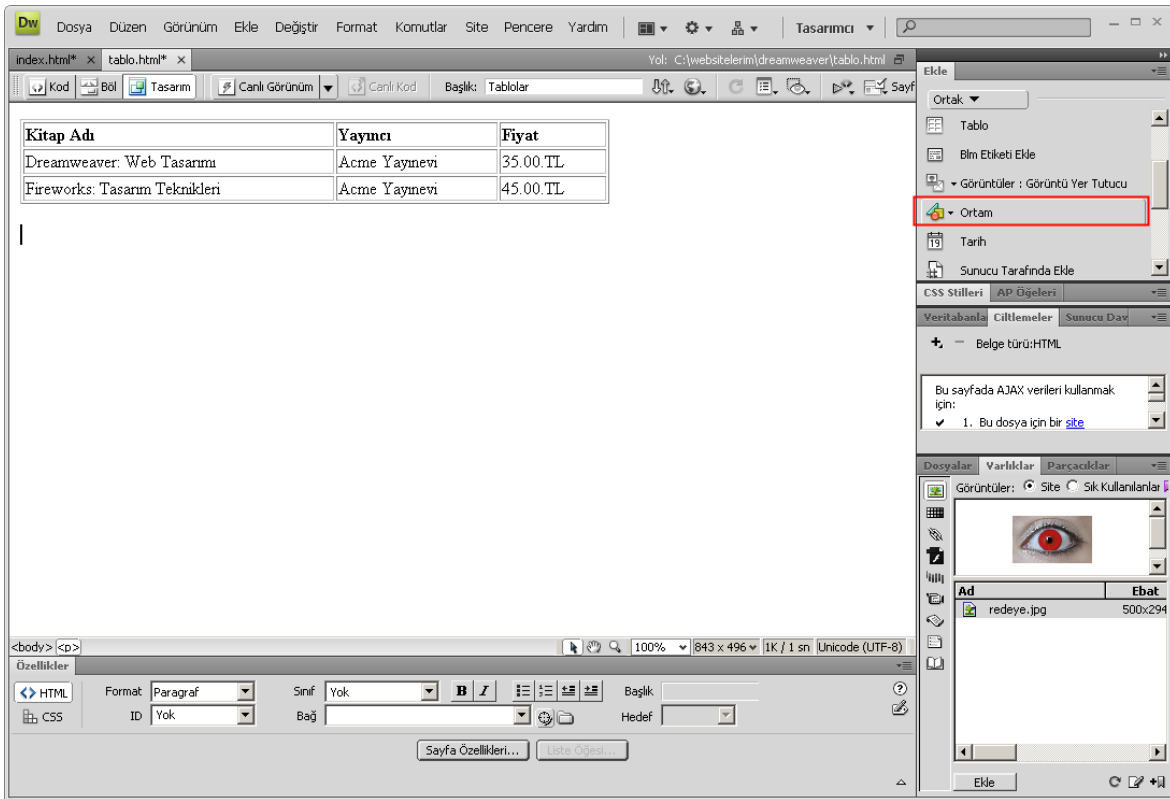 Dw Dosya Düzen Görünüm Ekle Değiştir Format Komutlar Site Pencere Yardım Tasarımcı
index.html* × tablo.html* × Yol: C:\websitelerim\dreamweaver\tablo.html
Kod Böl Tasarım Canlı Görünüm Canlı Kod Başlık: Tablolar Sayf
Kitap Adı Yayıncı Fiyat
Dreamweaver: Web Tasarımı Acme Yayınevi 35.00.TL
Fireworks: Tasarım Teknikleri Acme Yayınevi 45.00.TL
Ekle
Ortak
Tablo
Blm Etiketi Ekle
Görüntüler : Görüntü Yer Tutucu
Ortam
19 Tarih
Sunucu Tarafında Ekle
CSS Stilleri AP Öğeleri
Veritabanla Ciltlemeler Sunucu Dav
Belge türü:HTML
Bu sayfada AJAX verileri kullanmak
için:
1. Bu dosya için bir site
Dosyalar Varlıklar Parçacıklar
Görüntüler: Site Sık Kullanılanlar
Ad Ebat
redeye.jpg 500x294
Ekle
<body> <p> 100% 843 x 496 1K / 1 sn Unicode (UTF-8)
Özellikler
<> HTML Format Paragraf Sınıf Yok B I Başlık
CSS ID Yok Bağ Hedef
Sayfa Özellikleri... Liste Öğesi...